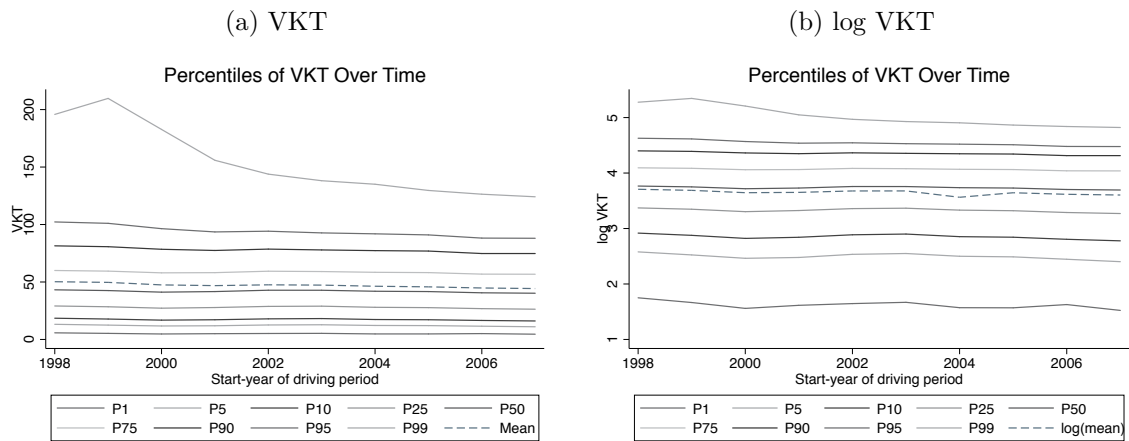 (a) VKT
(b) log VKT
Percentiles of VKT Over Time
VKT
200
150
100
50
0
1998
2000
2002
2004
2006
Start-year of driving period
P1 P5 P10 P25 P50
P75 P90 P95 P99 Mean
Percentiles of VKT Over Time
log VKT
5
4
3
2
1
1998
2000
2002
2004
2006
Start-year of driving period
P1 P5 P10 P25 P50
P75 P90 P95 P99 log(mean)